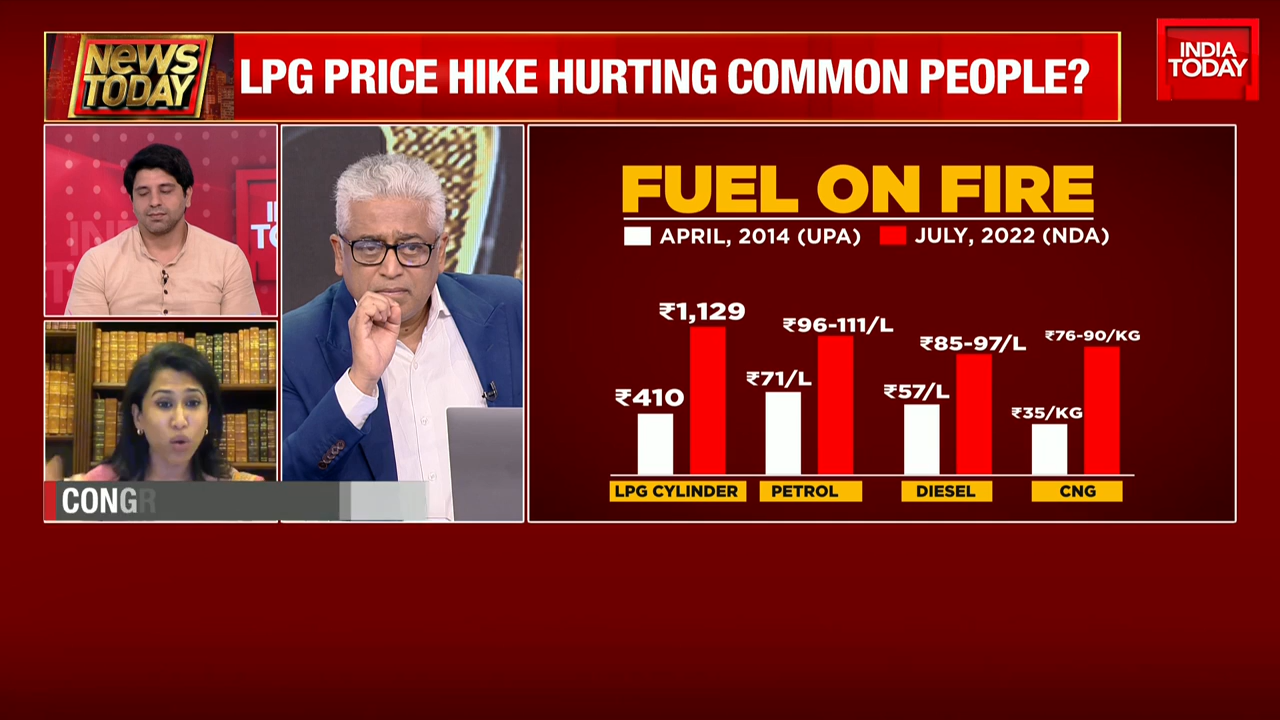 NEWS
TODAY
LPG PRICE HIKE HURTING COMMON PEOPLE?
INDIA
TODAY
FUEL ON FIRE
APRIL, 2014 (UPA) JULY, 2022 (NDA)
₹410 ₹1,129
₹71/L ₹96-111/L
₹57/L ₹85-97/L
₹35/KG ₹76-90/KG
LPG CYLINDER PETROL DIESEL CNG
CONGR